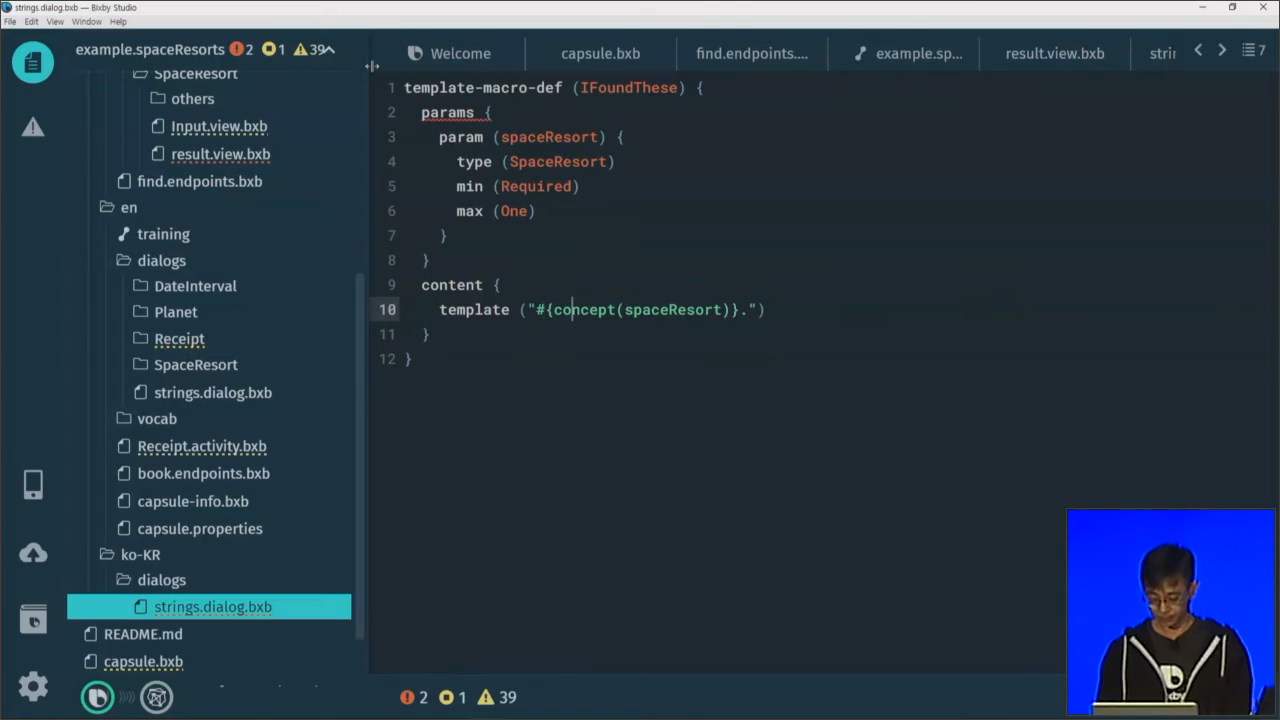 strings.dialog.bxb — Bixby Studio
File Edit View Window Help
example.spaceResorts 2 1 39
Welcome capsule.bxb find.endpoints.... example.sp... result.view.bxb strin 7
SpaceResort
others
Input.view.bxb
result.view.bxb
find.endpoints.bxb
en
training
dialogs
DateInterval
Planet
Receipt
SpaceResort
strings.dialog.bxb
vocab
Receipt.activity.bxb
book.endpoints.bxb
capsule-info.bxb
capsule.properties
ko-KR
dialogs
strings.dialog.bxb
README.md
capsule.bxb
1 template-macro-def (IFoundThese) {
2 params {
3 param (spaceResort) {
4 type (SpaceResort)
5 min (Required)
6 max (One)
7 }
8 }
9 content {
10 template ("#{concept(spaceResort)}.")
11 }
12 }
2 1 39